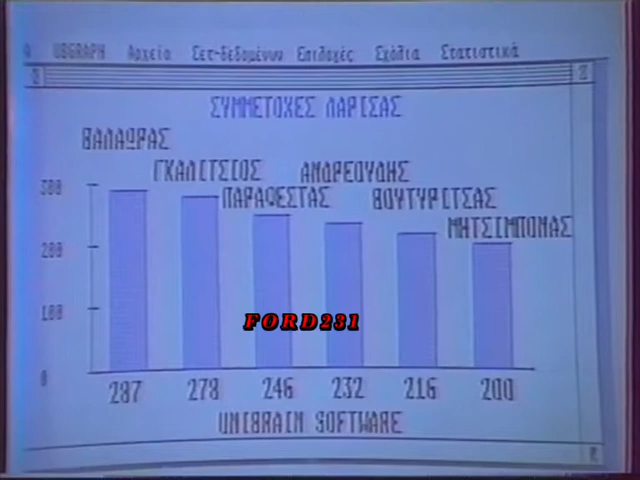 UBGRAPH Αρχείο Σετ-δεδομένων Επιλογές Σχόλια Στατιστικά
ΣΥΜΜΕΤΟΧΕΣ ΛΑΡΙΣΑΣ
ΒΑΛΑΩΡΑΣ
ΓΚΑΛΙΤΣΙΟΣ ΑΝΔΡΕΟΥΔΗΣ
ΠΑΡΑΦΕΣΤΑΣ ΒΟΥΤΥΡΙΤΣΑΣ
ΜΗΤΣΙΜΠΟΝΑΣ
300
200
100
0
FORD231
287 278 246 232 216 200
UNIBRAIN SOFTWARE